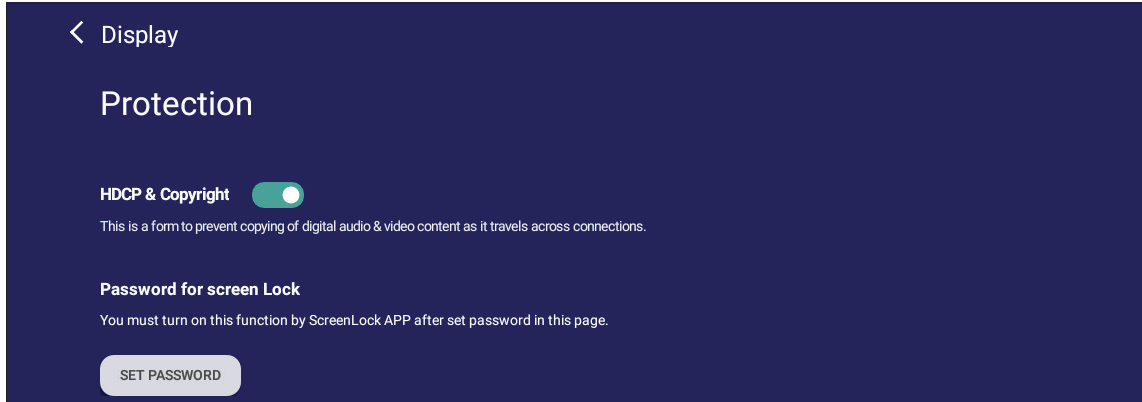 Display
Protection
HDCP & Copyright
This is a form to prevent copying of digital audio & video content as it travels across connections.
Password for screen Lock
You must turn on this function by ScreenLock APP after set password in this page.
SET PASSWORD